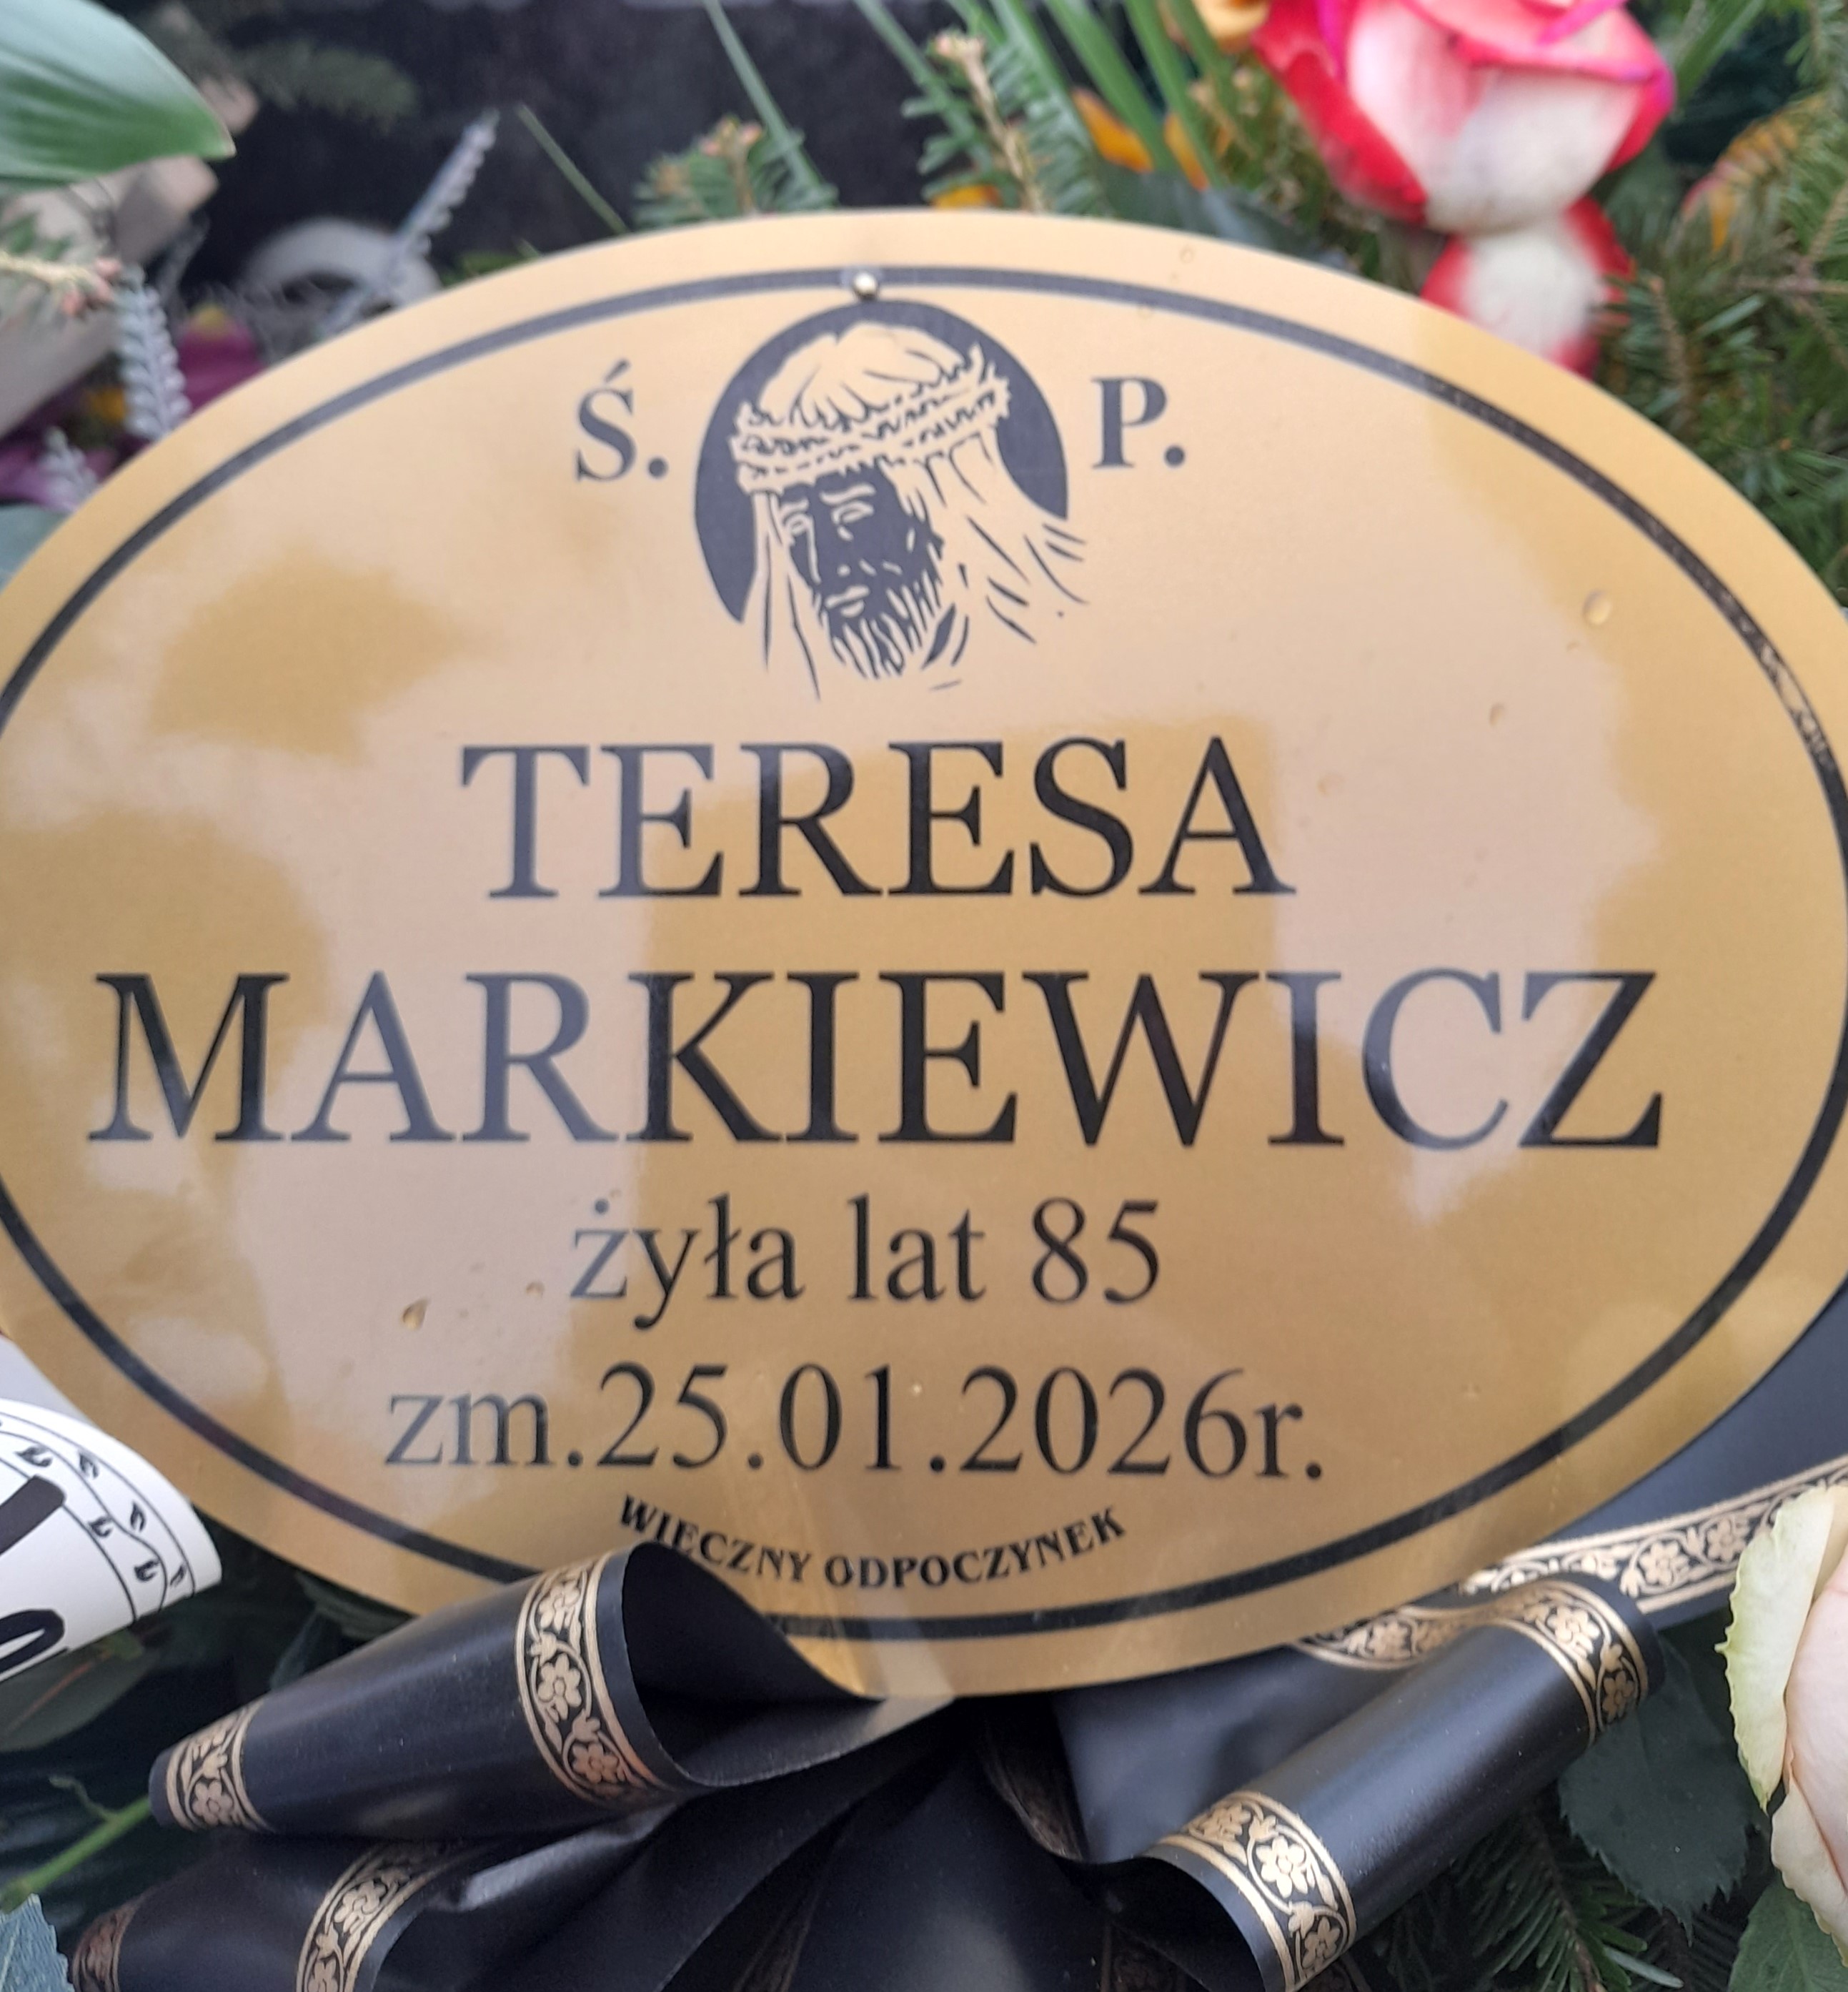 Ś. P.
TERESA
MARKIEWICZ
żyła lat 85
zm.25.01.2026r.
WIECZNY ODPOCZYNEK